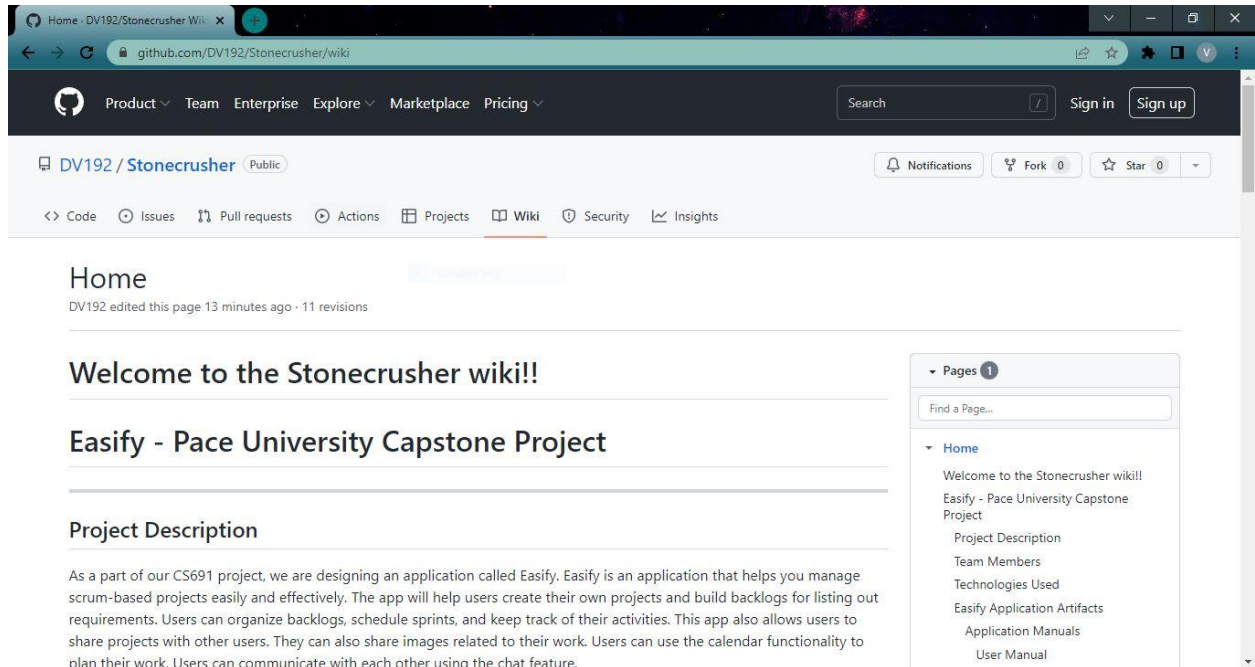 Home · DV192/Stonecrusher Wik
github.com/DV192/Stonecrusher/wiki
V
Product Team Enterprise Explore Marketplace Pricing Search / Sign in Sign up
DV192 / Stonecrusher Public Notifications Fork 0 Star 0
<> Code Issues Pull requests Actions Projects Wiki Security Insights
Home
DV192 edited this page 13 minutes ago · 11 revisions
Welcome to the Stonecrusher wiki!!
Easify - Pace University Capstone Project
Project Description
As a part of our CS691 project, we are designing an application called Easify. Easify is an application that helps you manage
scrum-based projects easily and effectively. The app will help users create their own projects and build backlogs for listing out
requirements. Users can organize backlogs, schedule sprints, and keep track of their activities. This app also allows users to
share projects with other users. They can also share images related to their work. Users can use the calendar functionality to
plan their work. Users can communicate with each other using the chat feature.
Pages 1
Find a Page...
Home
Welcome to the Stonecrusher wiki!!
Easify - Pace University Capstone
Project
Project Description
Team Members
Technologies Used
Easify Application Artifacts
Application Manuals
User Manual